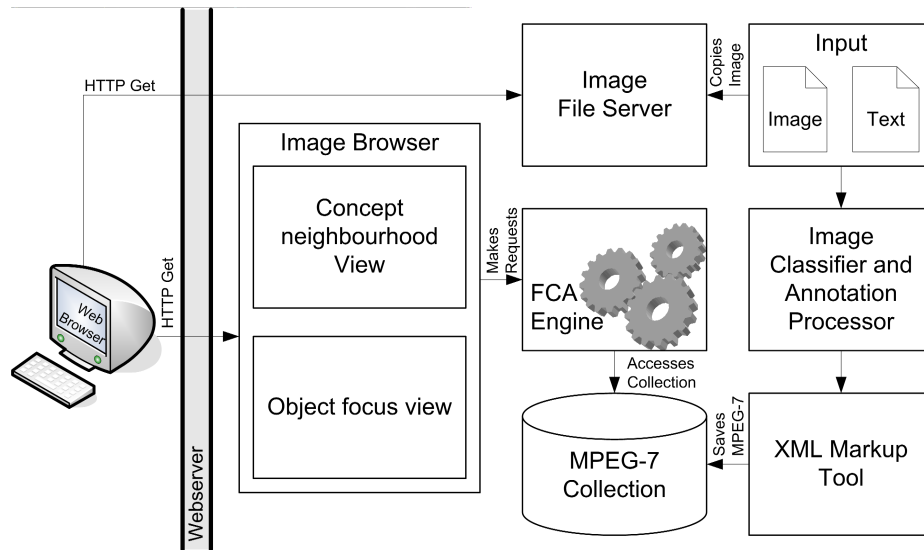 HTTP Get
Image
File Server
Copies
Image
Input
Image
Text
Image Browser
Concept
neighbourhood
View
Object focus view
Web
Browser
HTTP Get
Webserver
Makes
Requests
FCA
Engine
Accesses
Collection
Image
Classifier and
Annotation
Processor
MPEG-7
Collection
Saves
MPEG-7
XML Markup
Tool